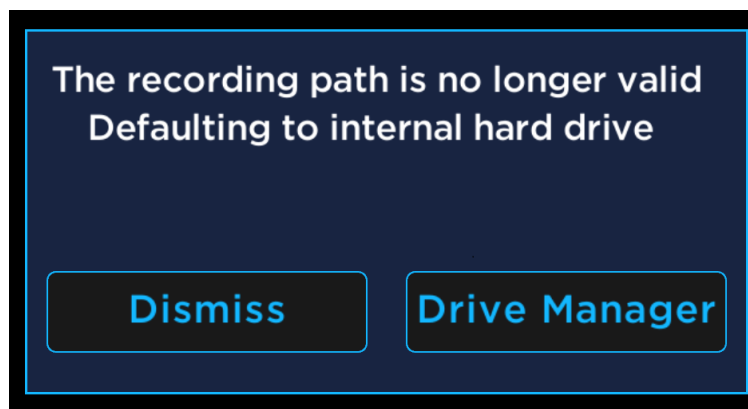 The recording path is no longer valid
Defaulting to internal hard drive
Dismiss
Drive Manager